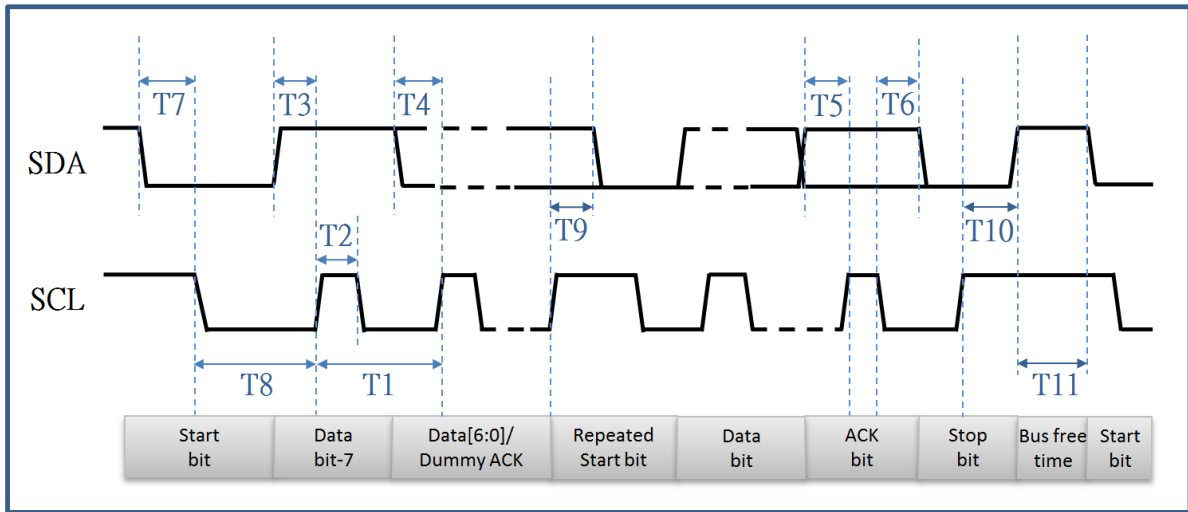 T7
T3
T4
T5
T6
SDA
T2
T9
T10
SCL
T8
T1
T11
Start
bit
Data
bit-7
Data[6:0]/
Dummy ACK
Repeated
Start bit
Data
bit
ACK
bit
Stop
bit
Bus free
time
Start
bit